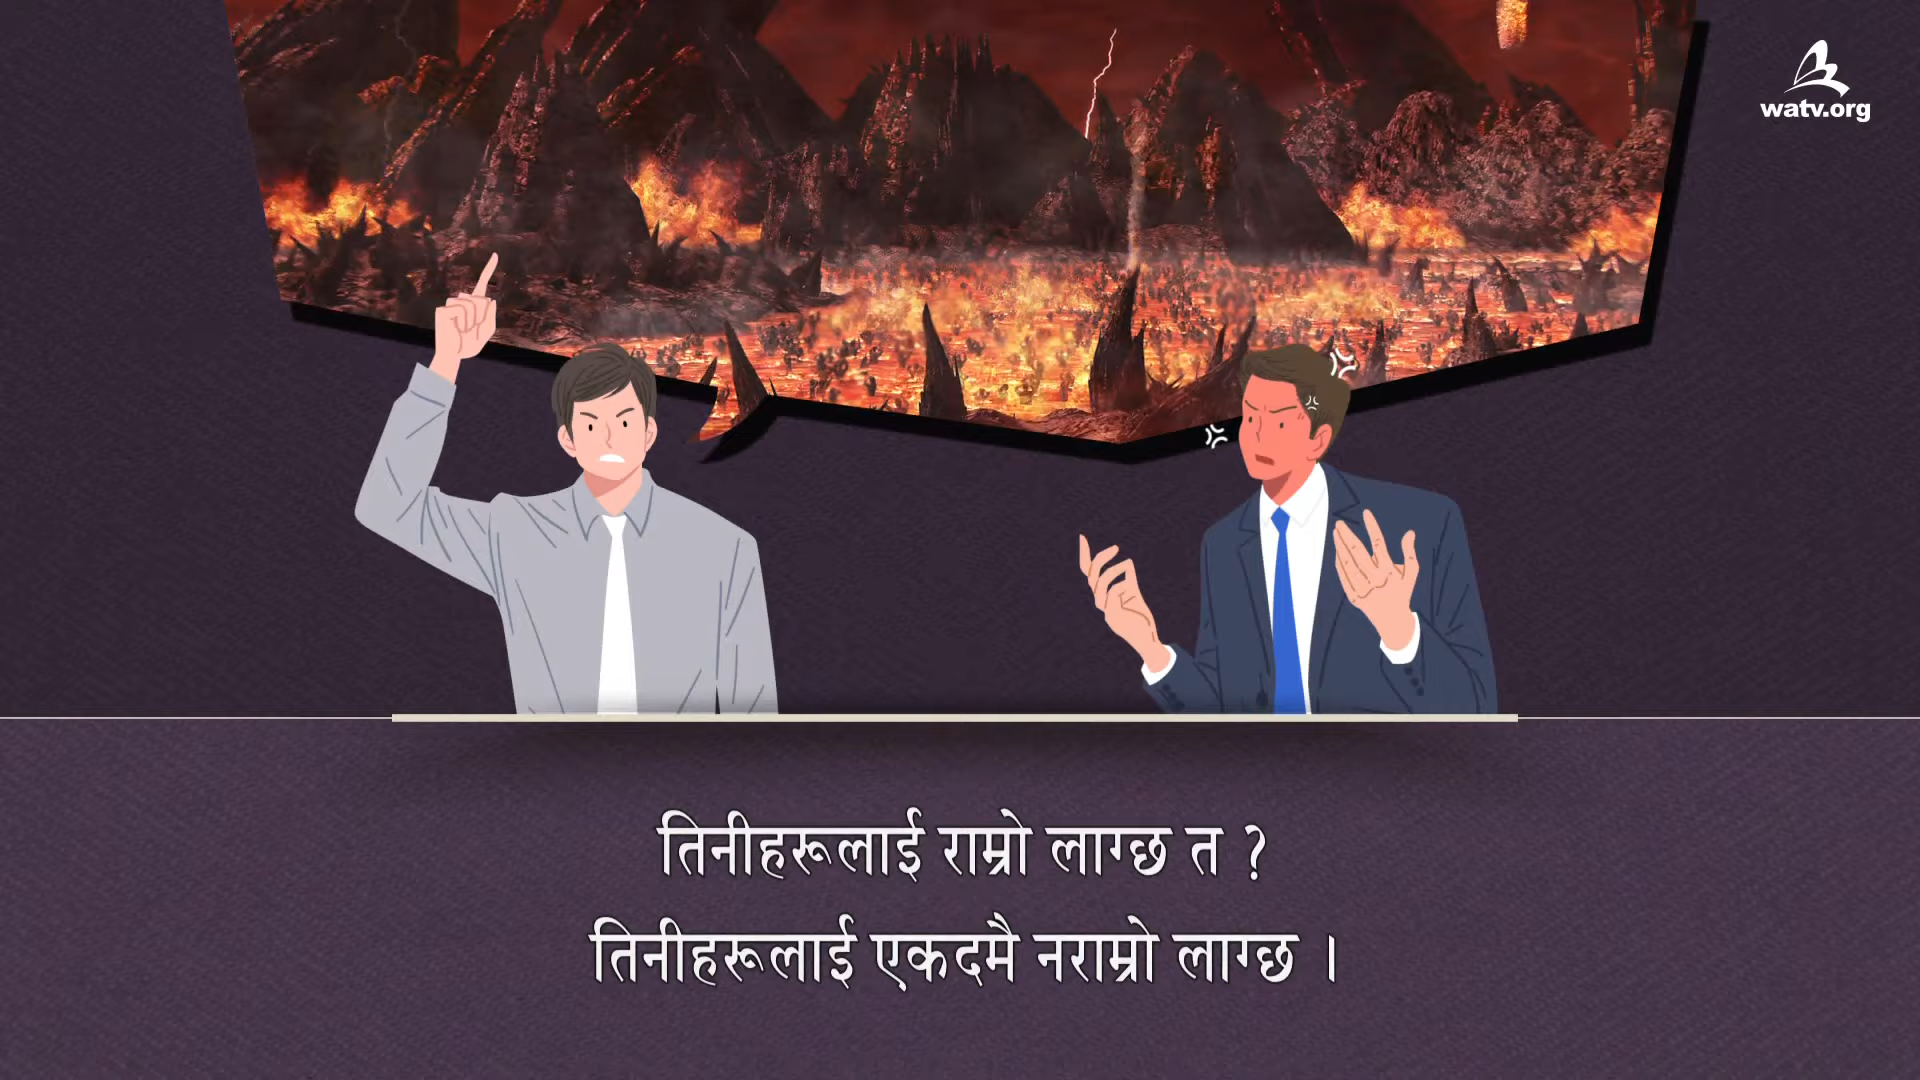 watv.org
तिनीहरूलाई राम्रो लाग्छ त ?
तिनीहरूलाई एकदमै नराम्रो लाग्छ ।